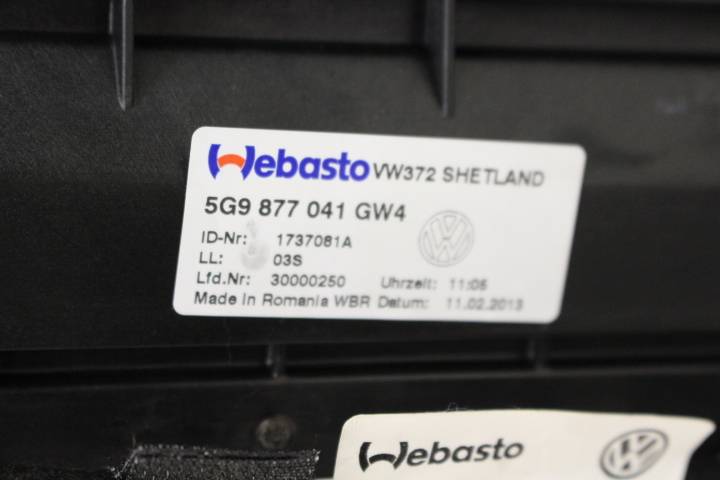 Webasto VW372 SHETLAND
5G9 877 041 GW4
ID-Nr: 1737081A
LL: 03S
Lfd.Nr: 30000250 Uhrzeit: 11:05
Made in Romania WBR Datum: 11.02.2013
Webasto